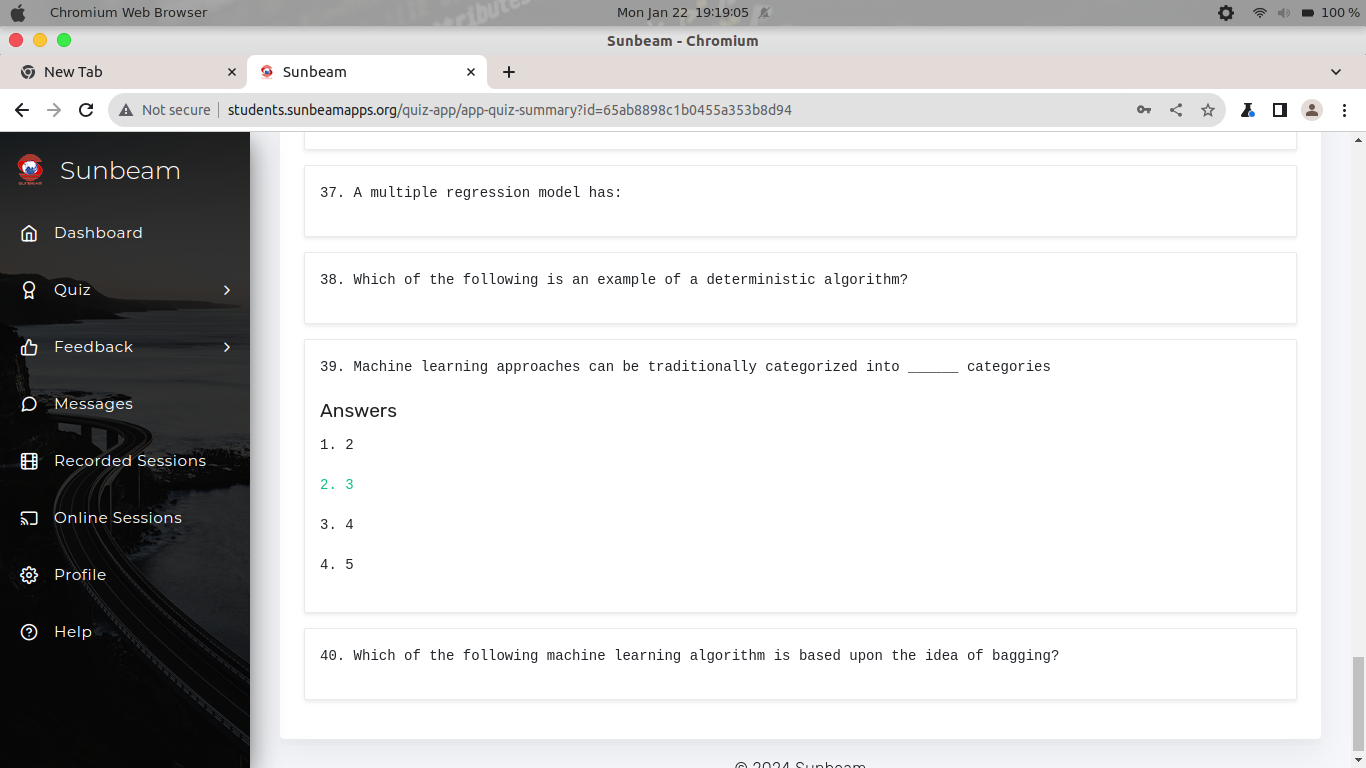 Chromium Web Browser
Mon Jan 22 19:19:05
100 %
Sunbeam - Chromium
New Tab
Sunbeam
Not secure
students.sunbeamapps.org/quiz-app/app-quiz-summary?id=65ab8898c1b0455a353b8d94
Sunbeam
Dashboard
Quiz
Feedback
Messages
Recorded Sessions
Online Sessions
Profile
Help
37. A multiple regression model has:
38. Which of the following is an example of a deterministic algorithm?
39. Machine learning approaches can be traditionally categorized into ______ categories
Answers
1. 2
2. 3
3. 4
4. 5
40. Which of the following machine learning algorithm is based upon the idea of bagging?
© 2024 Sunbeam